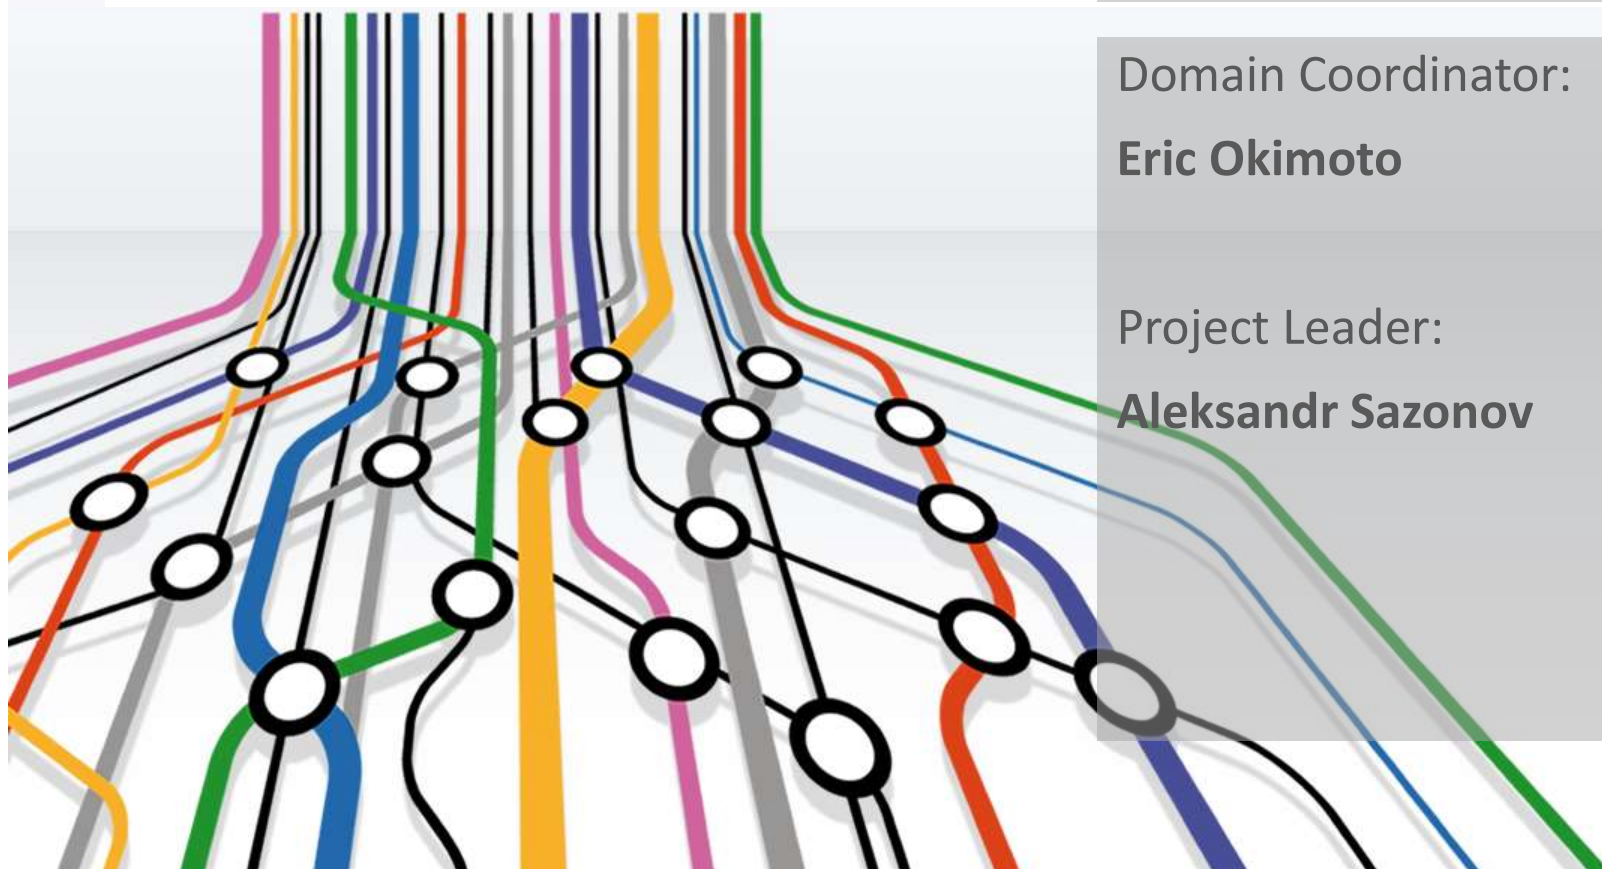 Domain Coordinator:
Eric Okimoto
Project Leader:
Aleksandr Sazonov